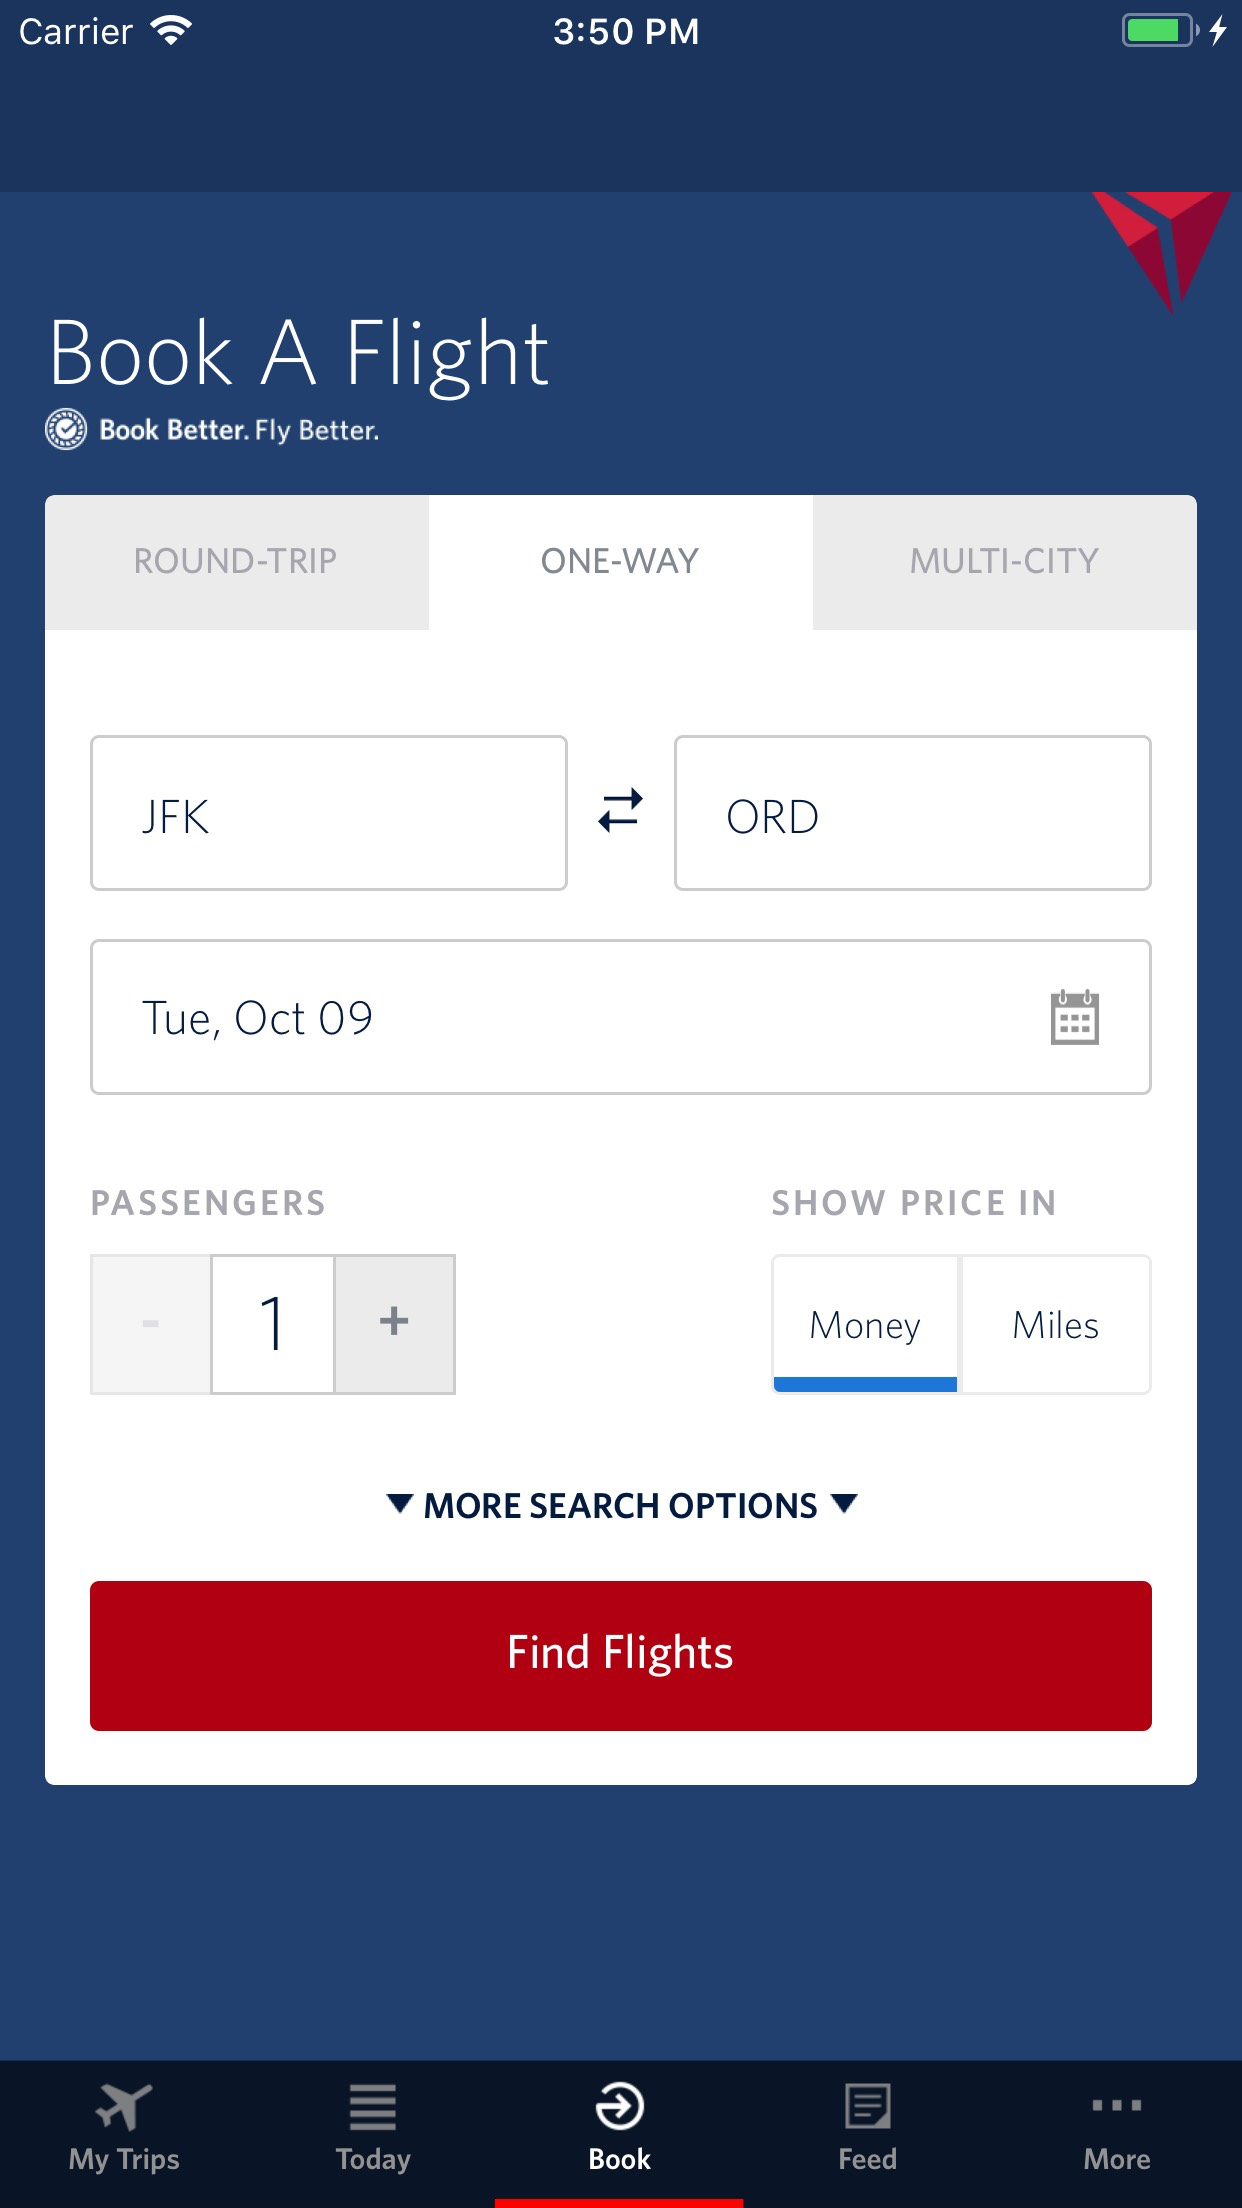 Carrier 3:50 PM
Book A Flight
Book Better. Fly Better.
ROUND-TRIP ONE-WAY MULTI-CITY
JFK ORD
Tue, Oct 09
PASSENGERS SHOW PRICE IN
- 1 + Money Miles
MORE SEARCH OPTIONS
Find Flights
My Trips Today Book Feed More